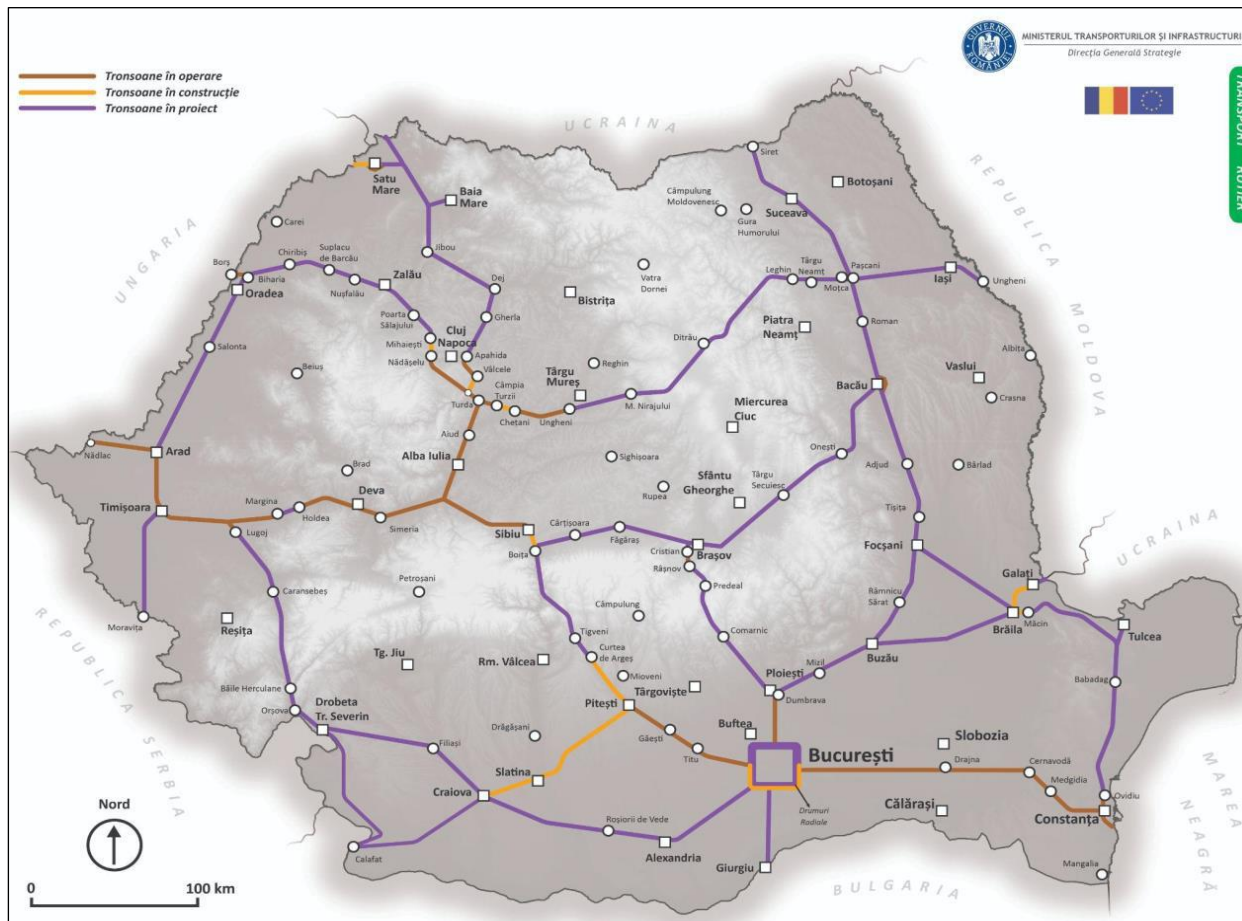 GUVERNUL ROMÂNIEI
MINISTERUL TRANSPORTURILOR ȘI INFRASTRUCTURII
Direcția Generală Strategie
TRANSPORT RUTIER
Tronsoane în operare
Tronsoane în construcție
Tronsoane în proiect
UCRAINA
REPUBLICA MOLDOVA
UNGARIA
Siret
Botoșani
Satu
Mare
Baia
Mare
Câmpulung
Moldovenesc
Gura
Humorului
Suceava
Carei
Jibou
Vatra
Dornei
Leghin
Târgu
Neamț
Moțca
Pașcani
Iași
Ungheni
Borș
Biharia
Chiribiș
Suplacu
de Barcău
Nușfalău
Zalău
Oradea
Dej
Bistrița
Gherla
Poarta
Sălajului
Mihaiești
Nădășelu
Cluj
Napoca
Apahida
Vâlcele
Piatra
Neamț
Roman
Ditrău
Salonta
Beiuș
Reghin
Târgu
Mureș
Albița
Vaslui
Crasna
Bacău
Câmpia
Turzii
Turda
Chețani
Ungheni
M. Nirajului
Miercurea
Ciuc
Aiud
Nădlac
Arad
Alba Iulia
Brad
Sighișoara
Rupea
Sfântu
Gheorghe
Târgu
Secuiesc
Onești
Adjud
Bârlad
Timișoara
Margina
Holdea
Deva
Simeria
Lugoj
Sibiu
Boița
Cârțișoara
Făgăraș
Cristian
Brașov
Râșnov
Predeal
Tișița
Focșani
UCRAINA
Galați
Caransebeș
Petroșani
Câmpulung
Comarnic
Râmnicu
Sărat
Brăila
Măcin
Tulcea
Moravița
Reșița
Tg. Jiu
Rm. Vâlcea
Tigveni
Curtea
de Argeș
Mioveni
Târgoviște
Ploiești
Dumbrava
Mizil
Buzău
Babadag
REPUBLICA SERBIA
Băile Herculane
Orșova
Drobeta
Tr. Severin
Pitești
Drăgășani
Găești
Titu
Buftea
București
Slobozia
Drajna
Cernavodă
Medgidia
Ovidiu
Constanța
Filiași
Slatina
Craiova
Drumuri
Radiale
Călărași
Roșiorii de Vede
Alexandria
Giurgiu
Calafat
Mangalia
MAREA
NEAGRĂ
BULGARIA
Nord
0 100 km